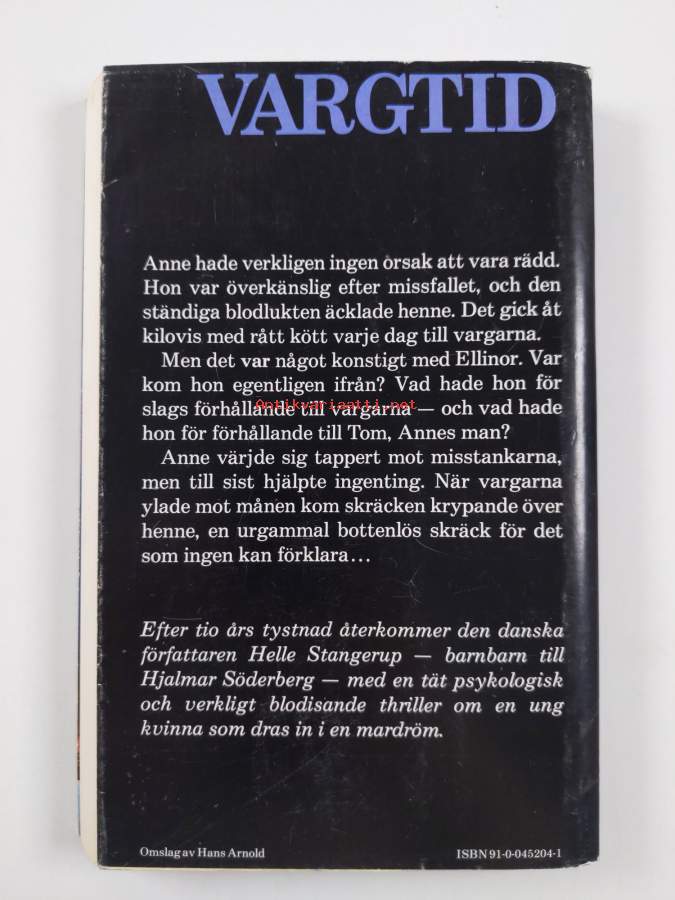 VARGTID
Anne hade verkligen ingen orsak att vara rädd.
Hon var överkänslig efter missfallet, och den
ständiga blodlukten äcklade henne. Det gick åt
kilovis med rått kött varje dag till vargarna.
Men det var något konstigt med Ellinor. Var
kom hon egentligen ifrån? Vad hade hon för
slags förhållande till vargarna — och vad hade
Antikvariaatti.net
hon för förhållande till Tom, Annes man?
Anne värjde sig tappert mot misstankarna,
men till sist hjälpte ingenting. När vargarna
ylade mot månen kom skräcken krypande över
henne, en urgammal bottenlös skräck för det
som ingen kan förklara...
Efter tio års tystnad återkommer den danska
författaren Helle Stangerup — barnbarn till
Hjalmar Söderberg — med en tät psykologisk
och verkligt blodisande thriller om en ung
kvinna som dras in i en mardröm.
Omslag av Hans Arnold
ISBN 91-0-045204-1